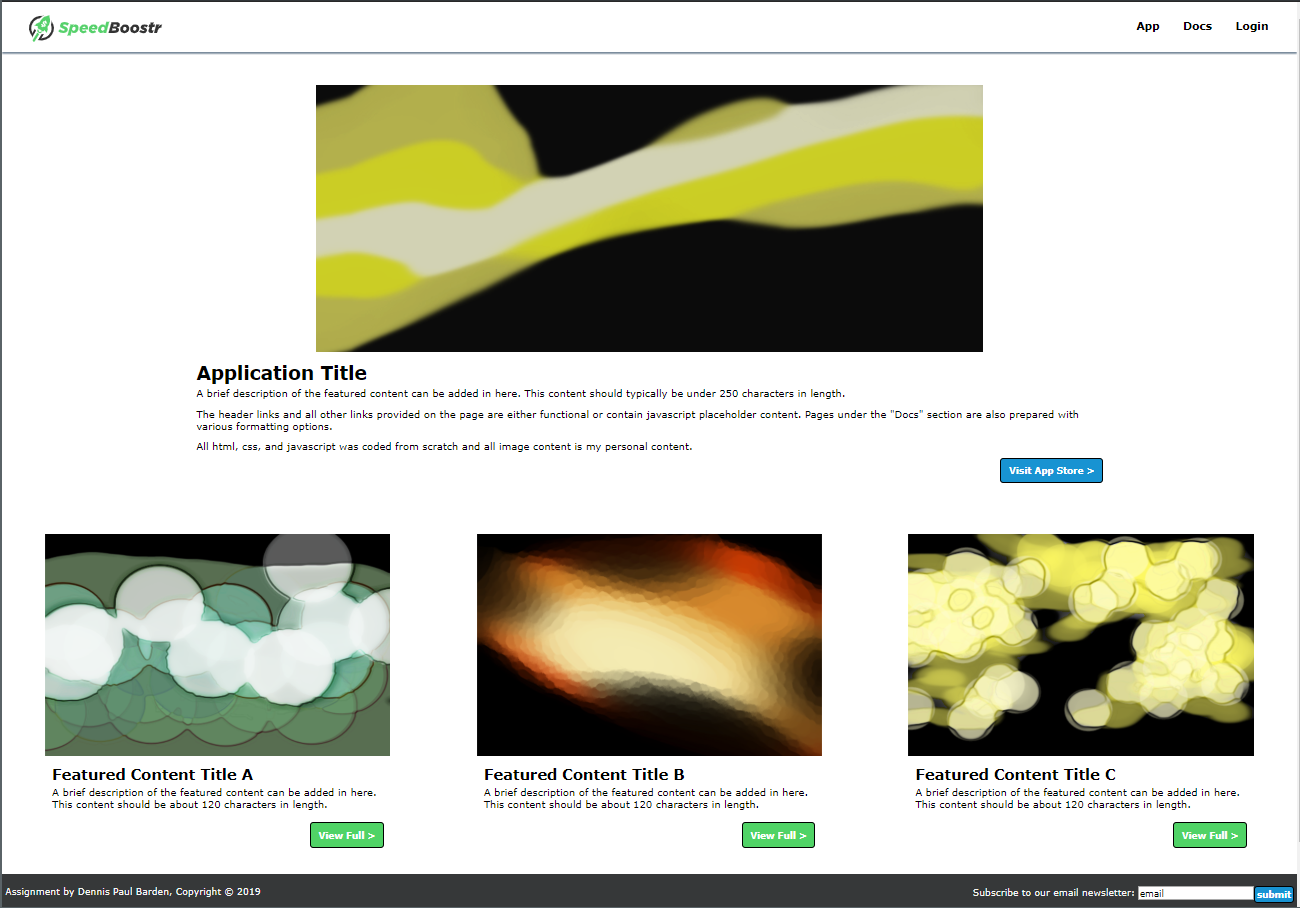 SpeedBoostr
App Docs Login
Application Title
A brief description of the featured content can be added in here. This content should typically be under 250 characters in length.
The header links and all other links provided on the page are either functional or contain javascript placeholder content. Pages under the "Docs" section are also prepared with
various formatting options.
All html, css, and javascript was coded from scratch and all image content is my personal content.
Visit App Store >
Featured Content Title A
A brief description of the featured content can be added in here.
This content should be about 120 characters in length.
View Full >
Featured Content Title B
A brief description of the featured content can be added in here.
This content should be about 120 characters in length.
View Full >
Featured Content Title C
A brief description of the featured content can be added in here.
This content should be about 120 characters in length.
View Full >
Assignment by Dennis Paul Barden, Copyright © 2019
Subscribe to our email newsletter: email submit